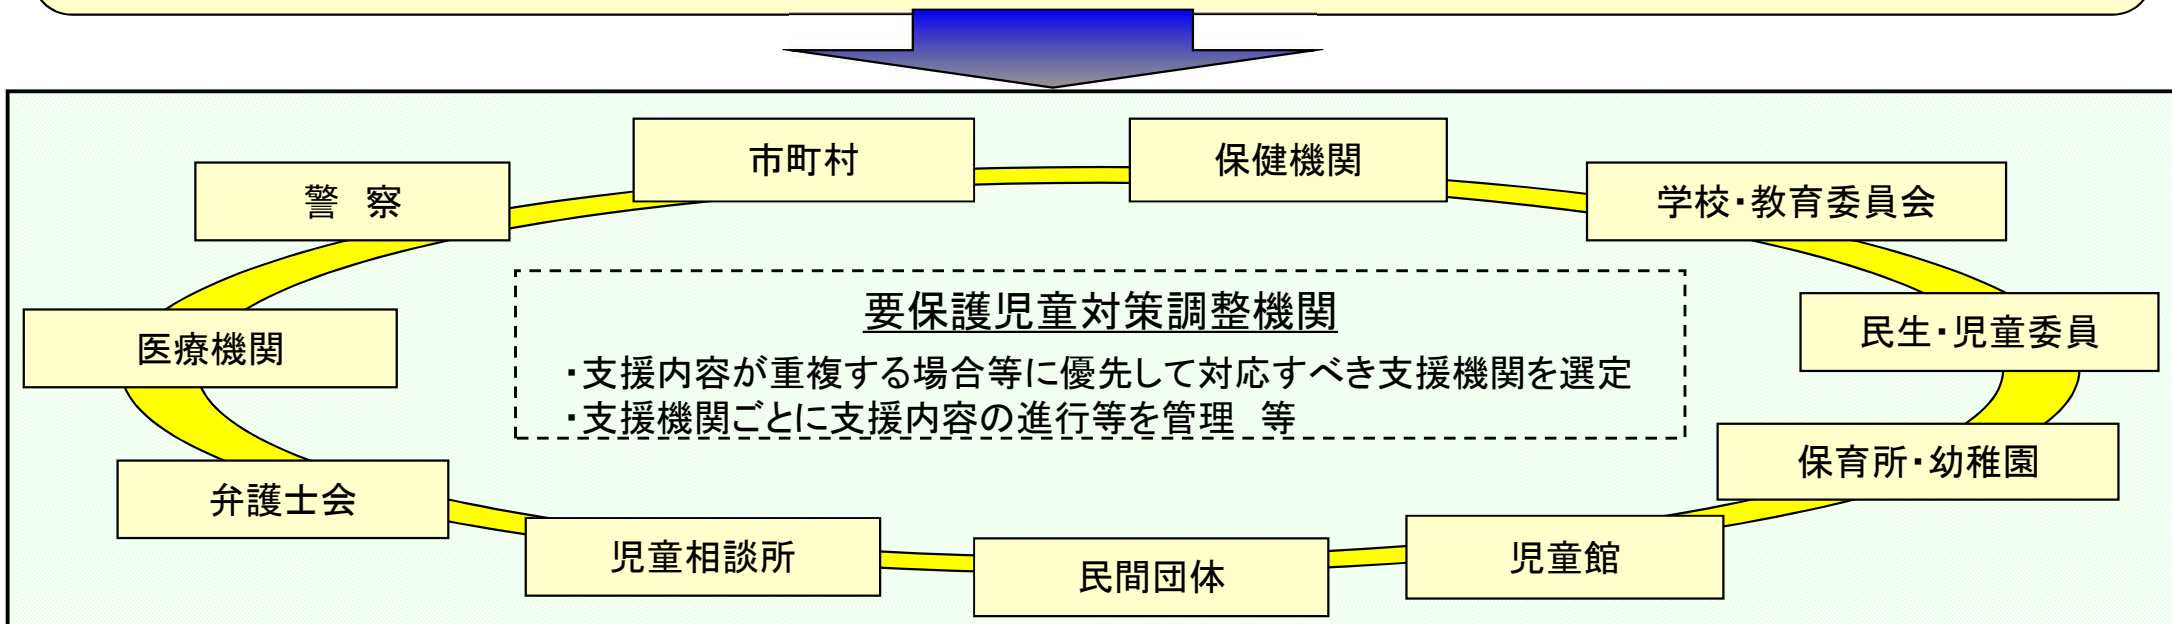 市町村
保健機関
警　察
学校・教育委員会
要保護児童対策調整機関
・支援内容が重複する場合等に優先して対応すべき支援機関を選定
・支援機関ごとに支援内容の進行等を管理　等
医療機関
民生・児童委員
保育所・幼稚園
弁護士会
児童相談所
民間団体
児童館